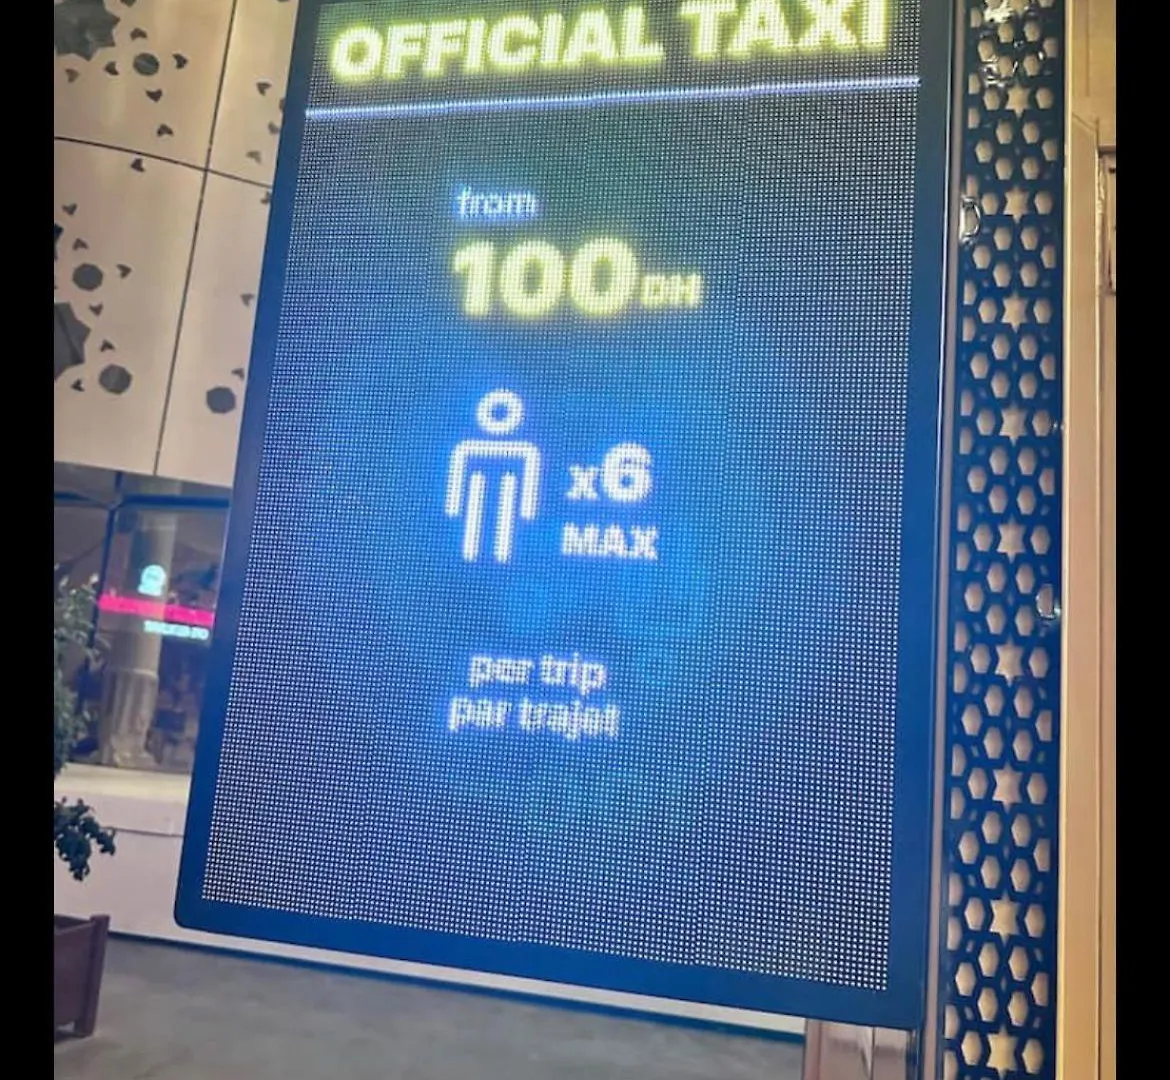 OFFICIAL TAXI
from
100DH
x6
MAX
per trip
par trajet